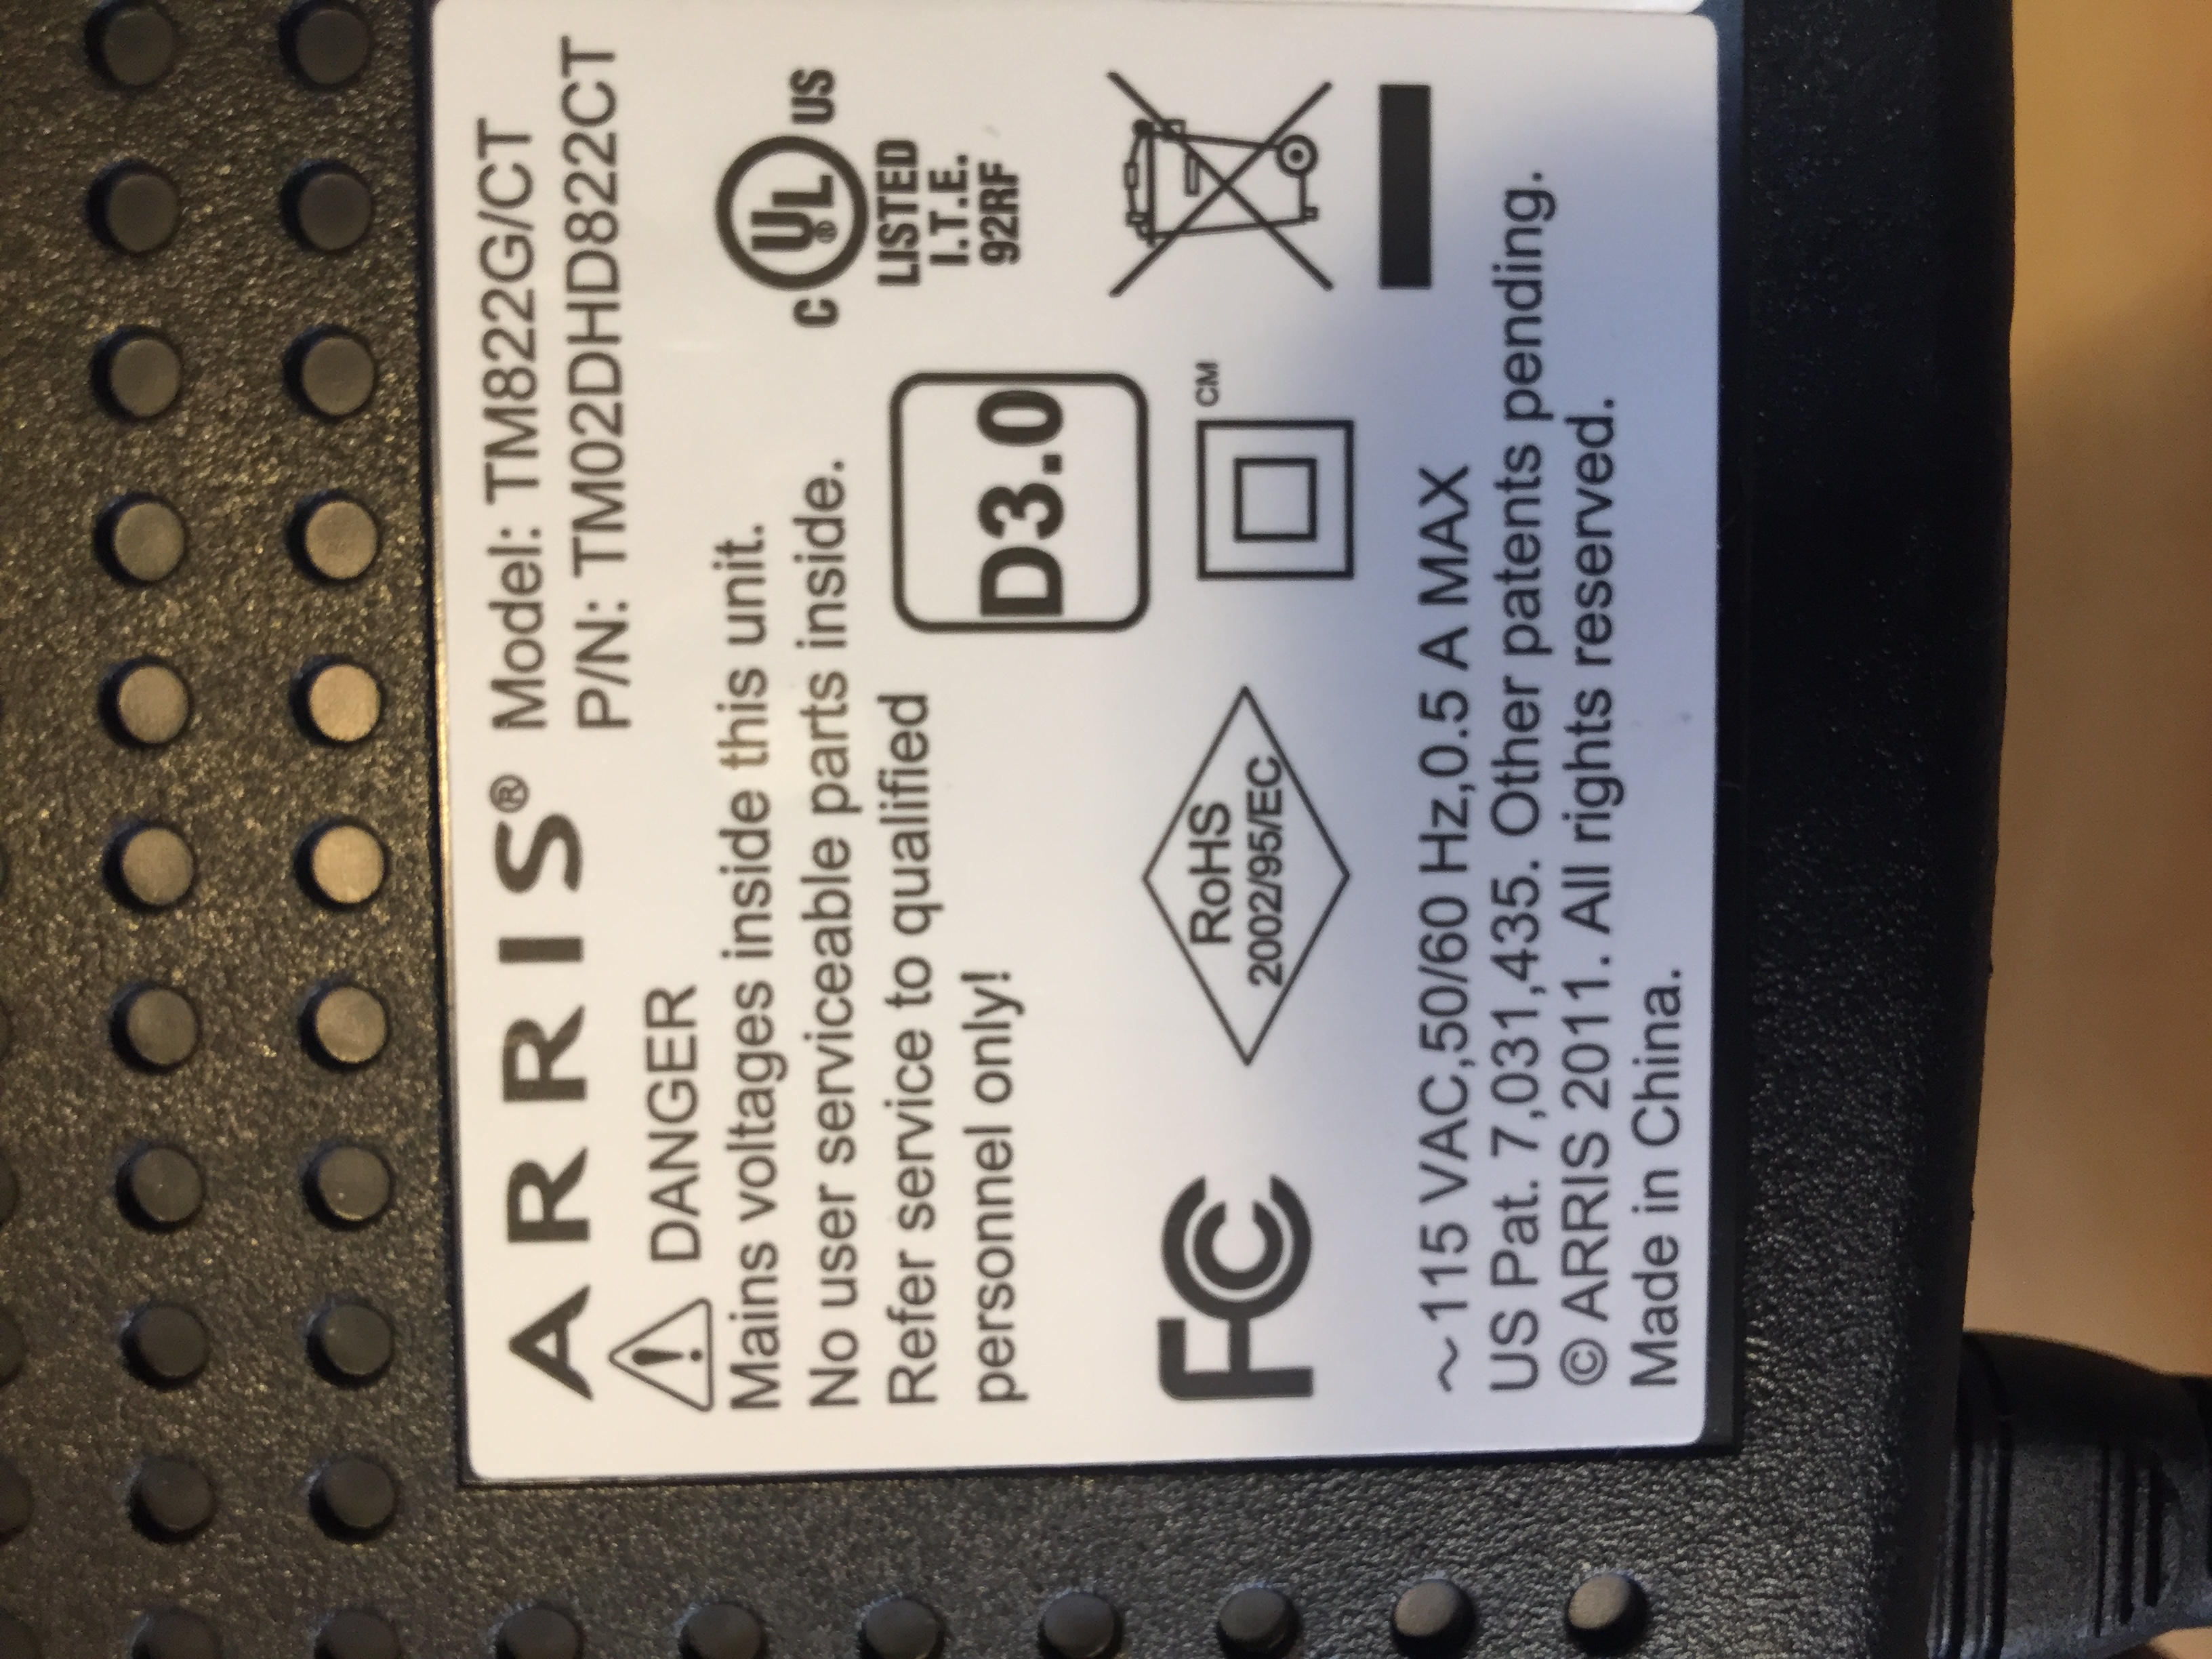 ARRIS® Model: TM822G/CT
P/N: TM02DHD822CT
DANGER
Mains voltages inside this unit.
No user serviceable parts inside.
Refer service to qualified
personnel only!
C UL® US
LISTED
I.T.E.
92RF
D3.0
FC
RoHS
2002/95/EC
CM
~115 VAC,50/60 Hz,0.5 A MAX
US Pat. 7,031,435. Other patents pending.
© ARRIS 2011. All rights reserved.
Made in China.